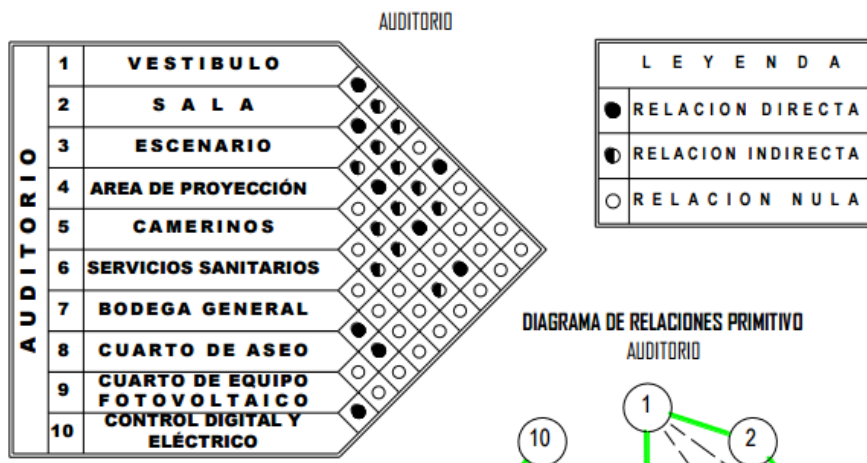 AUDITORIO
AUDITORIO
1 VESTIBULO
2 SALA
3 ESCENARIO
4 AREA DE PROYECCIÓN
5 CAMERINOS
6 SERVICIOS SANITARIOS
7 BODEGA GENERAL
8 CUARTO DE ASEO
9 CUARTO DE EQUIPO
FOTOVOLTAICO
10 CONTROL DIGITAL Y
ELÉCTRICO
LEYENDA
RELACION DIRECTA
RELACION INDIRECTA
RELACION NULA
DIAGRAMA DE RELACIONES PRIMITIVO
AUDITORIO
1
2
10